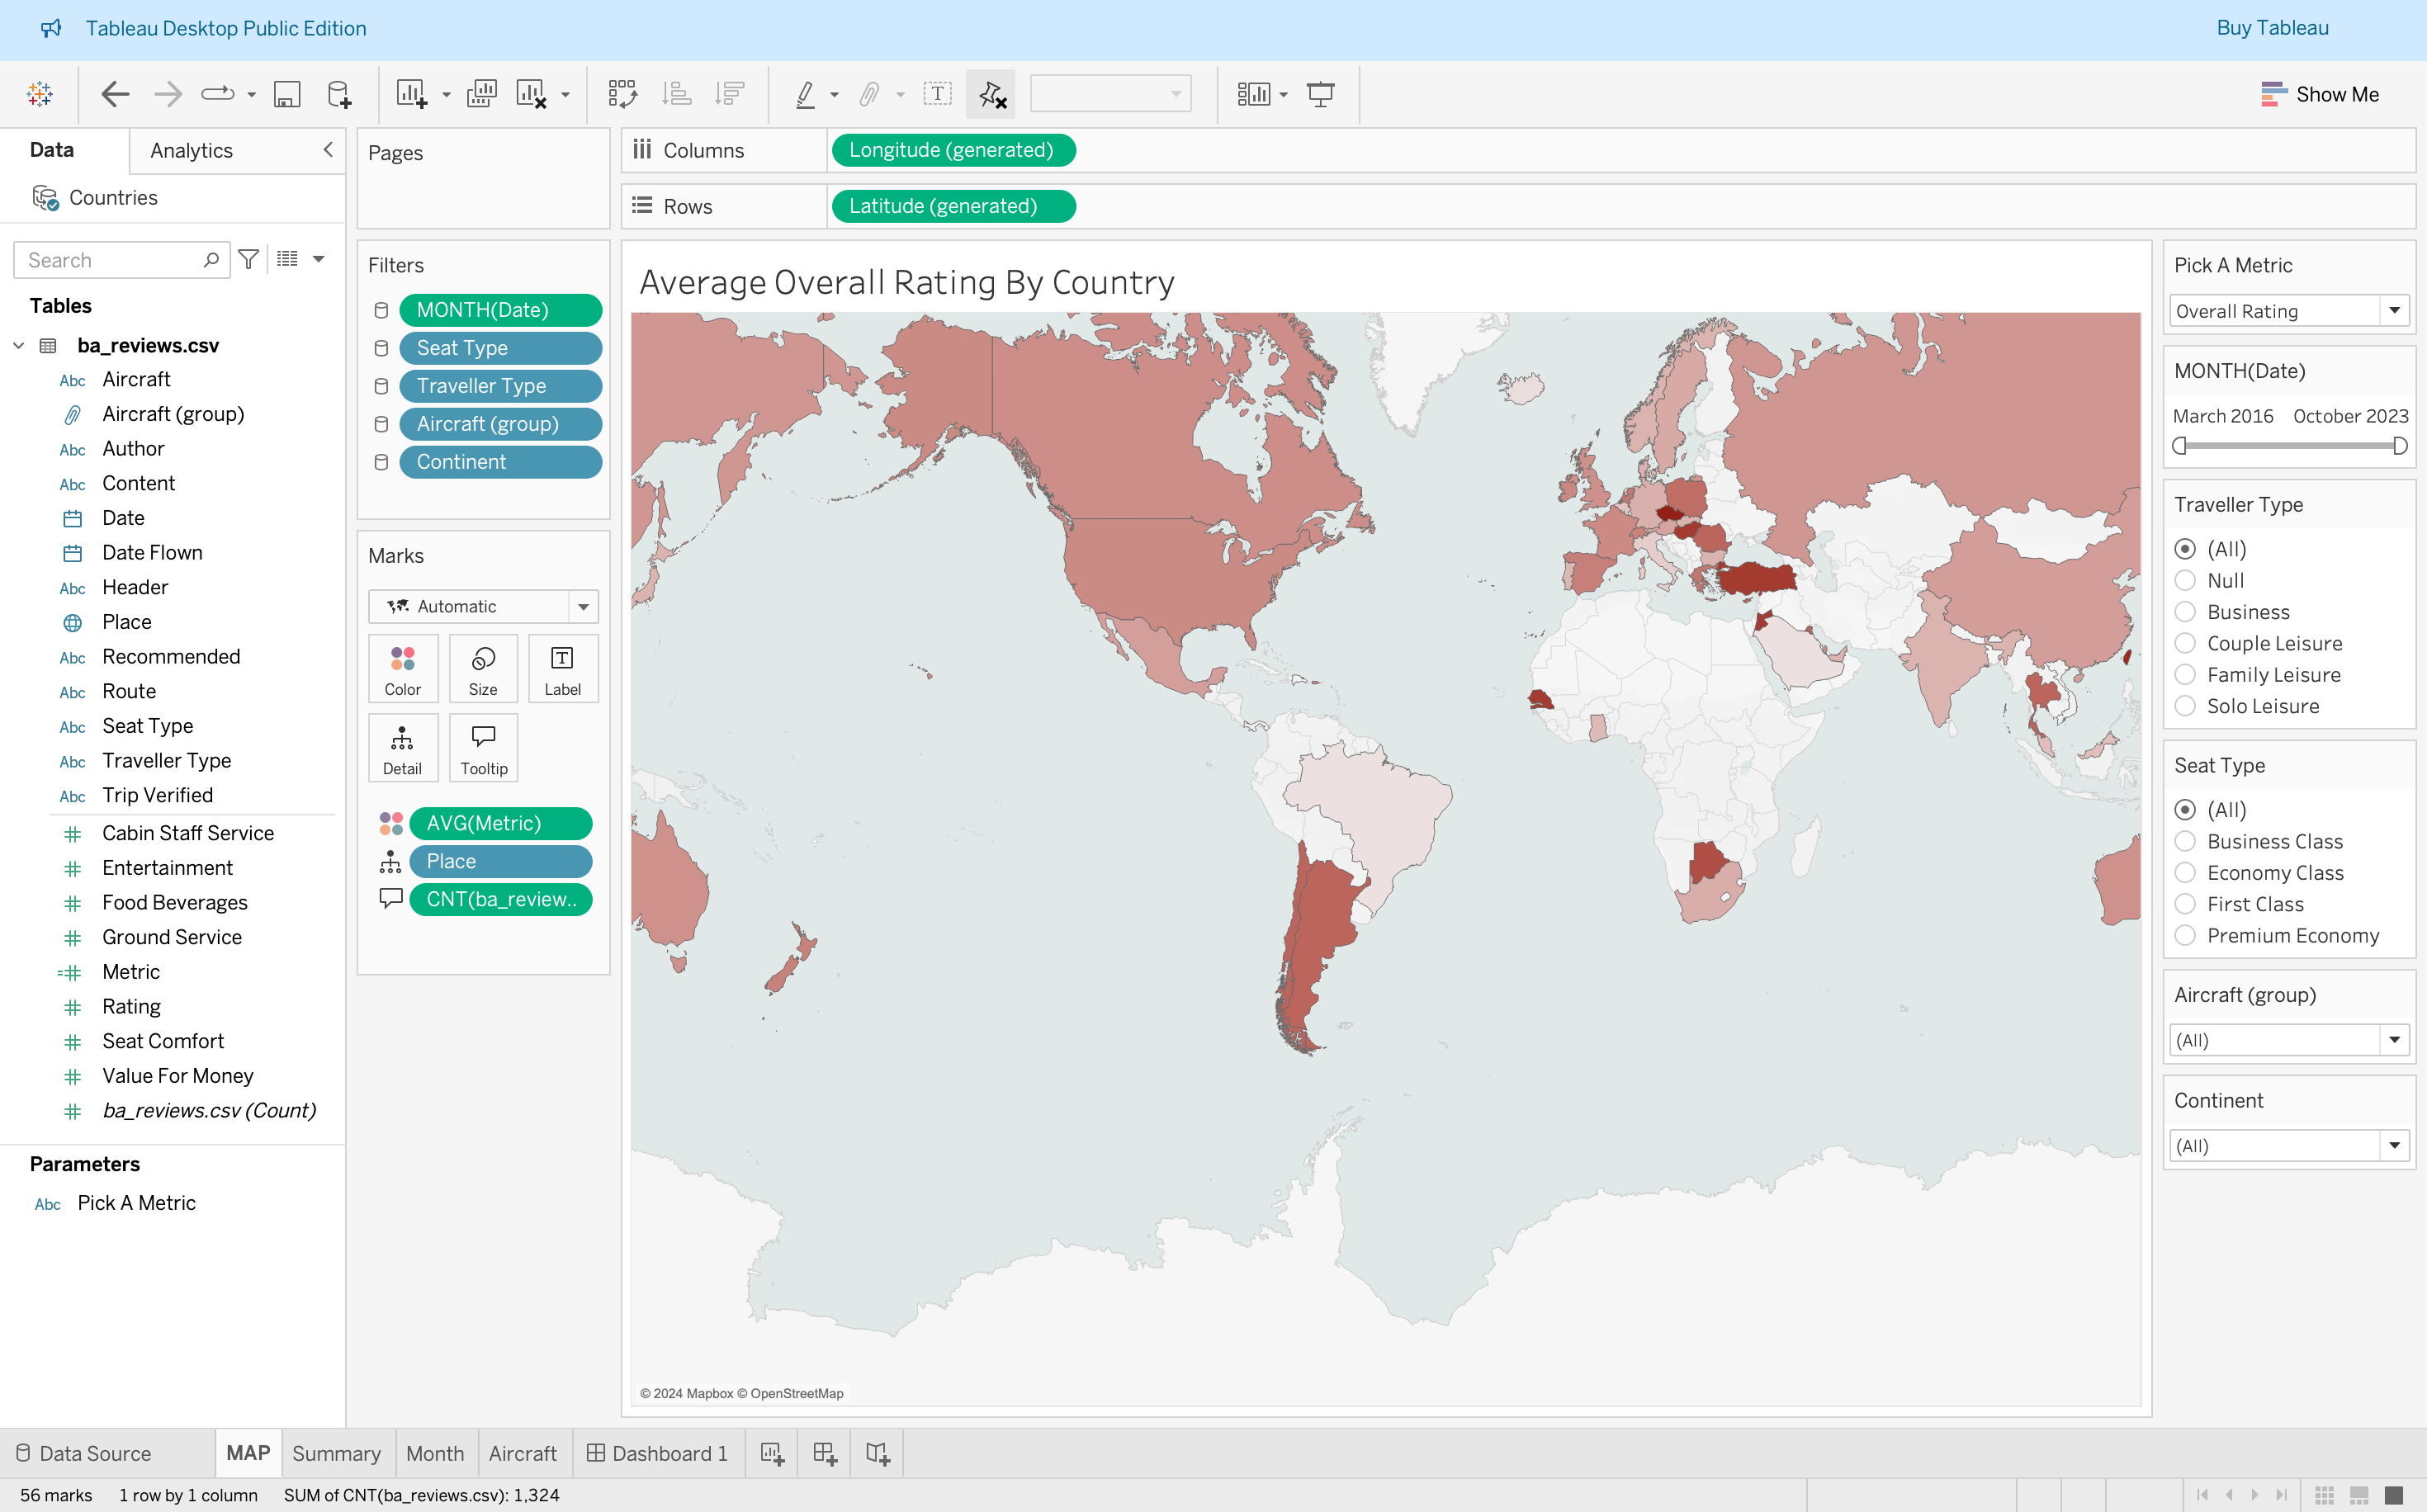 Tableau Desktop Public Edition
Buy Tableau
T
Show Me
Data
Analytics
Countries
Search
Tables
ba_reviews.csv
Abc Aircraft
Aircraft (group)
Abc Author
Abc Content
Date
Date Flown
Abc Header
Place
Abc Recommended
Abc Route
Abc Seat Type
Abc Traveller Type
Abc Trip Verified
Cabin Staff Service
Entertainment
Food Beverages
Ground Service
Metric
Rating
Seat Comfort
Value For Money
ba_reviews.csv (Count)
Parameters
Abc Pick A Metric
Pages
Filters
MONTH(Date)
Seat Type
Traveller Type
Aircraft (group)
Continent
Marks
Automatic
Color
Size
T
Label
Detail
Tooltip
AVG(Metric)
Place
CNT(ba_review..
Columns
Longitude (generated)
Rows
Latitude (generated)
Average Overall Rating By Country
© 2024 Mapbox © OpenStreetMap
Pick A Metric
Overall Rating
MONTH(Date)
March 2016 October 2023
Traveller Type
(All)
Null
Business
Couple Leisure
Family Leisure
Solo Leisure
Seat Type
(All)
Business Class
Economy Class
First Class
Premium Economy
Aircraft (group)
(All)
Continent
(All)
Data Source
MAP
Summary
Month
Aircraft
Dashboard 1
56 marks 1 row by 1 column SUM of CNT(ba_reviews.csv): 1,324